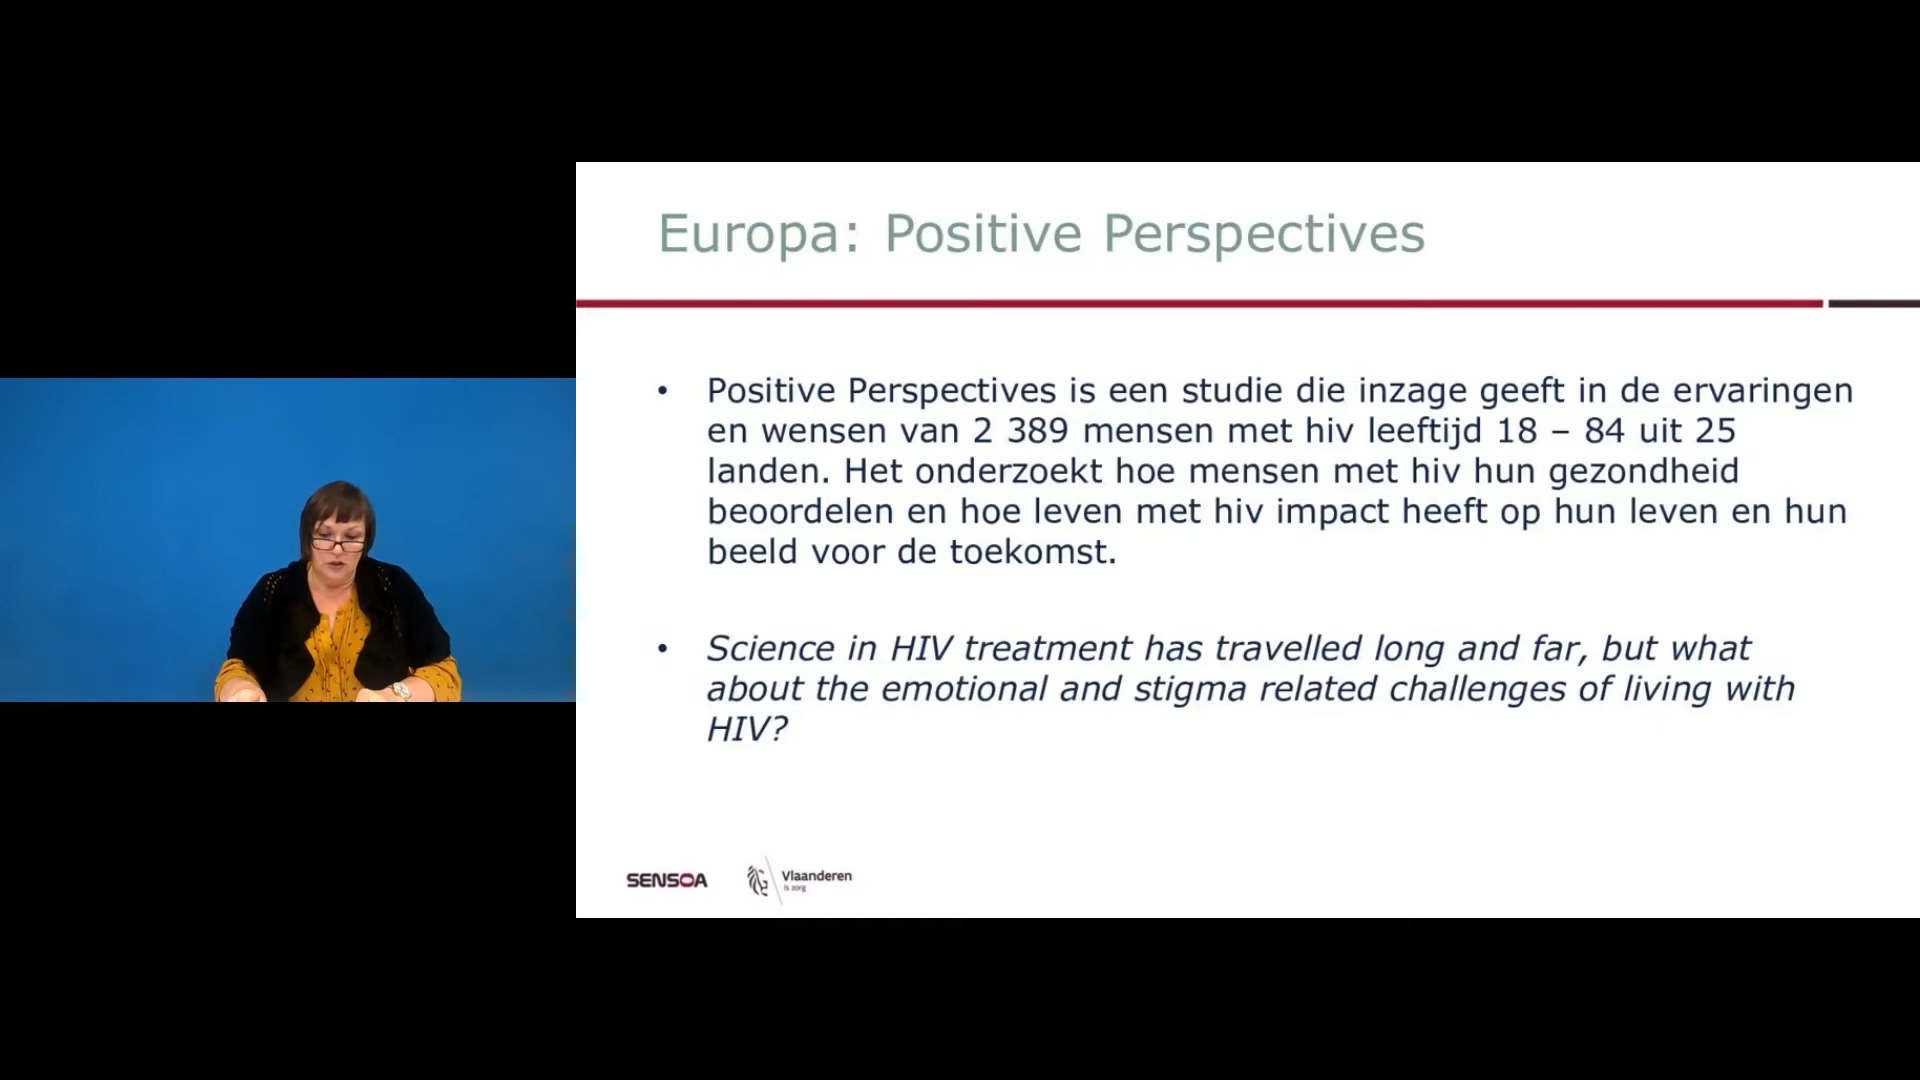 Europa: Positive Perspectives
• Positive Perspectives is een studie die inzage geeft in de ervaringen
en wensen van 2 389 mensen met hiv leeftijd 18 – 84 uit 25
landen. Het onderzoekt hoe mensen met hiv hun gezondheid
beoordelen en hoe leven met hiv impact heeft op hun leven en hun
beeld voor de toekomst.
• Science in HIV treatment has travelled long and far, but what
about the emotional and stigma related challenges of living with
HIV?
SENSOA
Vlaanderen
is zorg